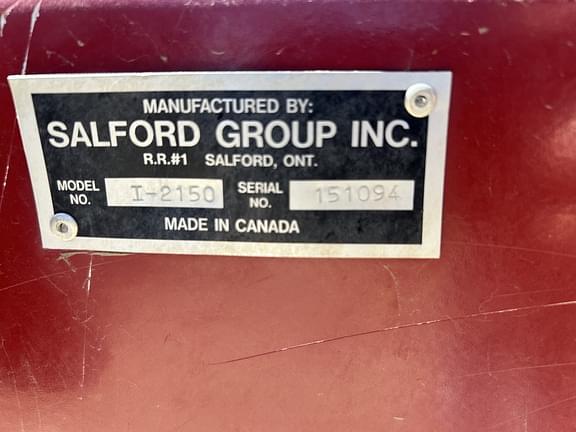 MANUFACTURED BY:
SALFORD GROUP INC.
R.R.#1 SALFORD, ONT.
MODEL NO. I-2150 SERIAL NO. 151094
MADE IN CANADA